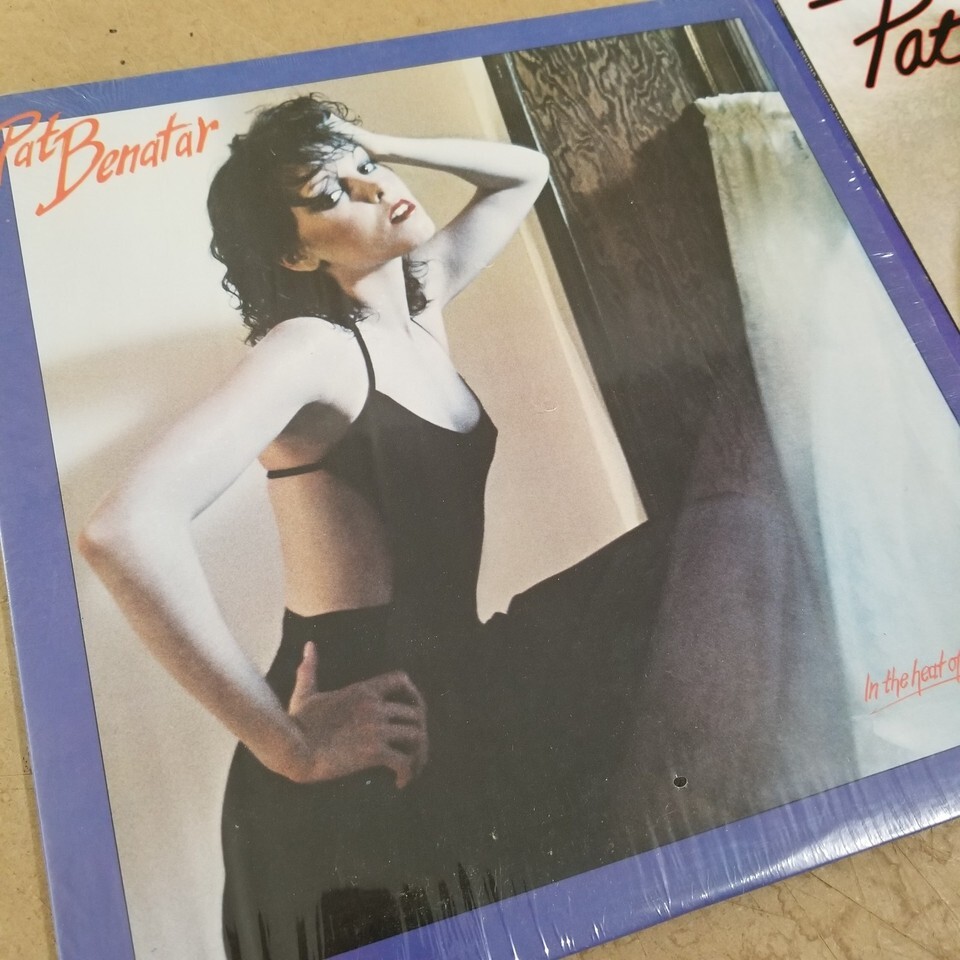 Pat Benatar
Pat
In the heat of